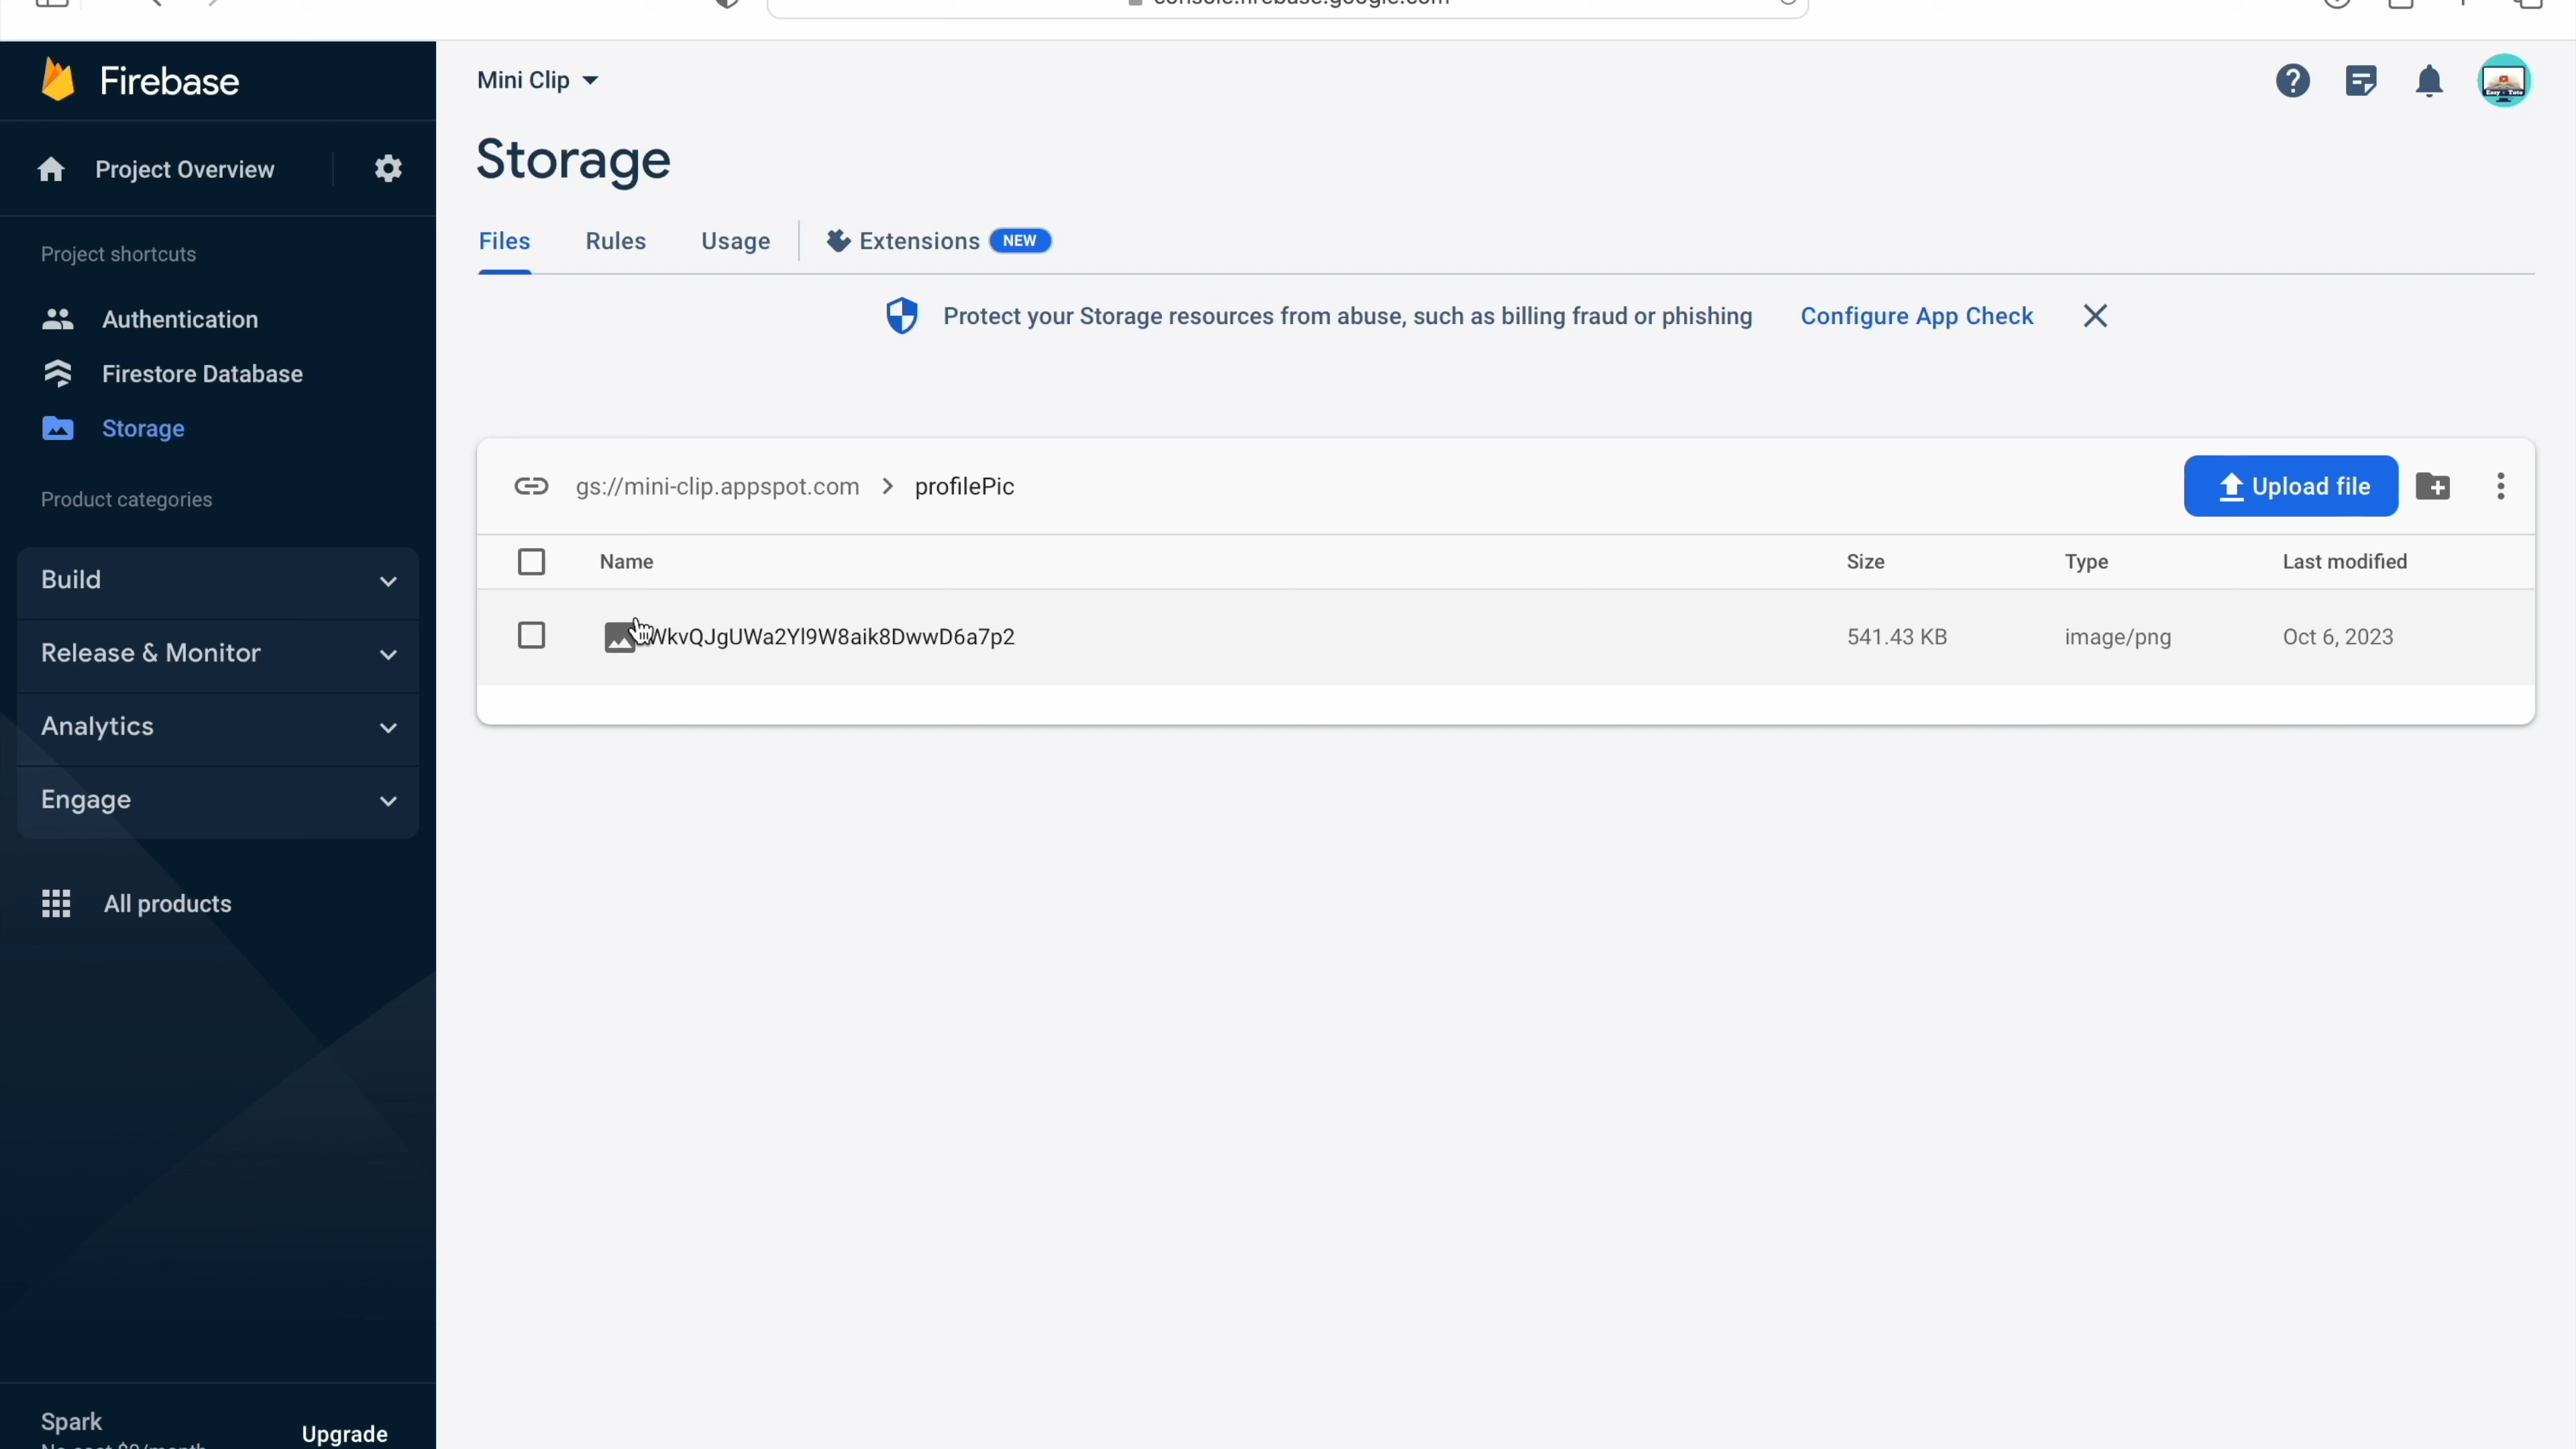 Firebase
Mini Clip
Project Overview
Storage
Project shortcuts
Files Rules Usage Extensions NEW
Authentication
Protect your Storage resources from abuse, such as billing fraud or phishing Configure App Check
Firestore Database
Storage
Product categories
gs://mini-clip.appspot.com > profilePic Upload file
Name Size Type Last modified
Build
541.43 KB image/png Oct 6, 2023
Release & Monitor
Analytics
Engage
All products
Spark
Upgrade